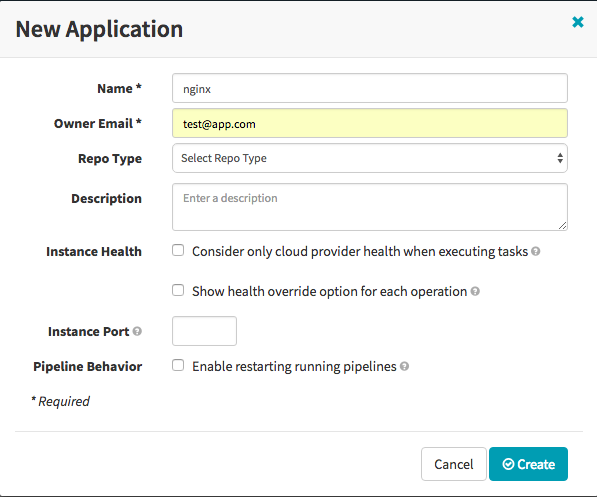 New Application
Name *
nginx
Owner Email *
test@app.com
Repo Type
Select Repo Type
Description
Enter a description
Instance Health
Consider only cloud provider health when executing tasks ?
Show health override option for each operation ?
Instance Port ?
Pipeline Behavior
Enable restarting running pipelines ?
* Required
Cancel
Create